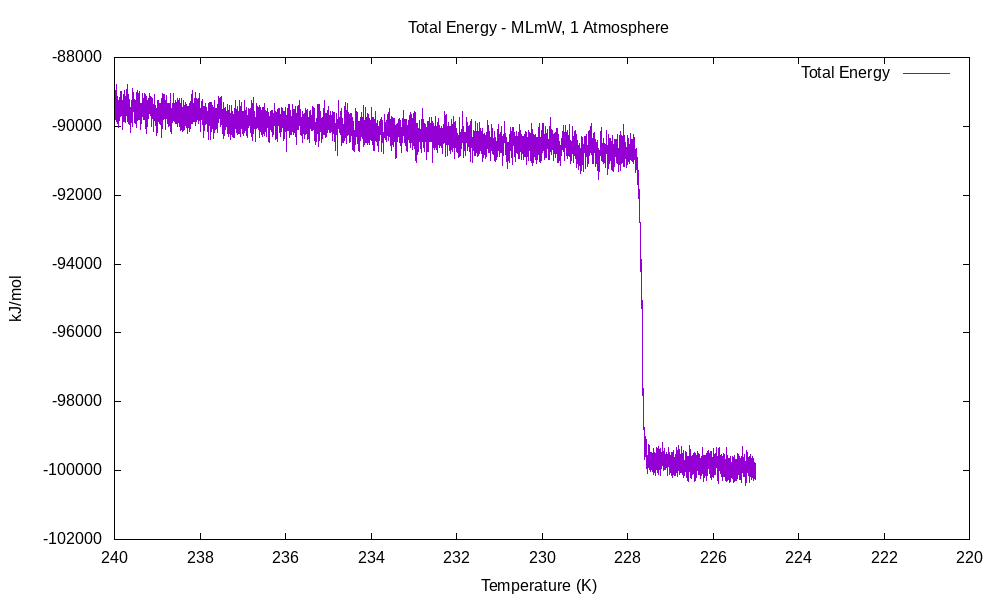 Total Energy - MLmW, 1 Atmosphere
-88000
Total Energy
-90000
-92000
-94000
kJ/mol
-96000
-98000
-100000
-102000
240 238 236 234 232 230 228 226 224 222 220
Temperature (K)